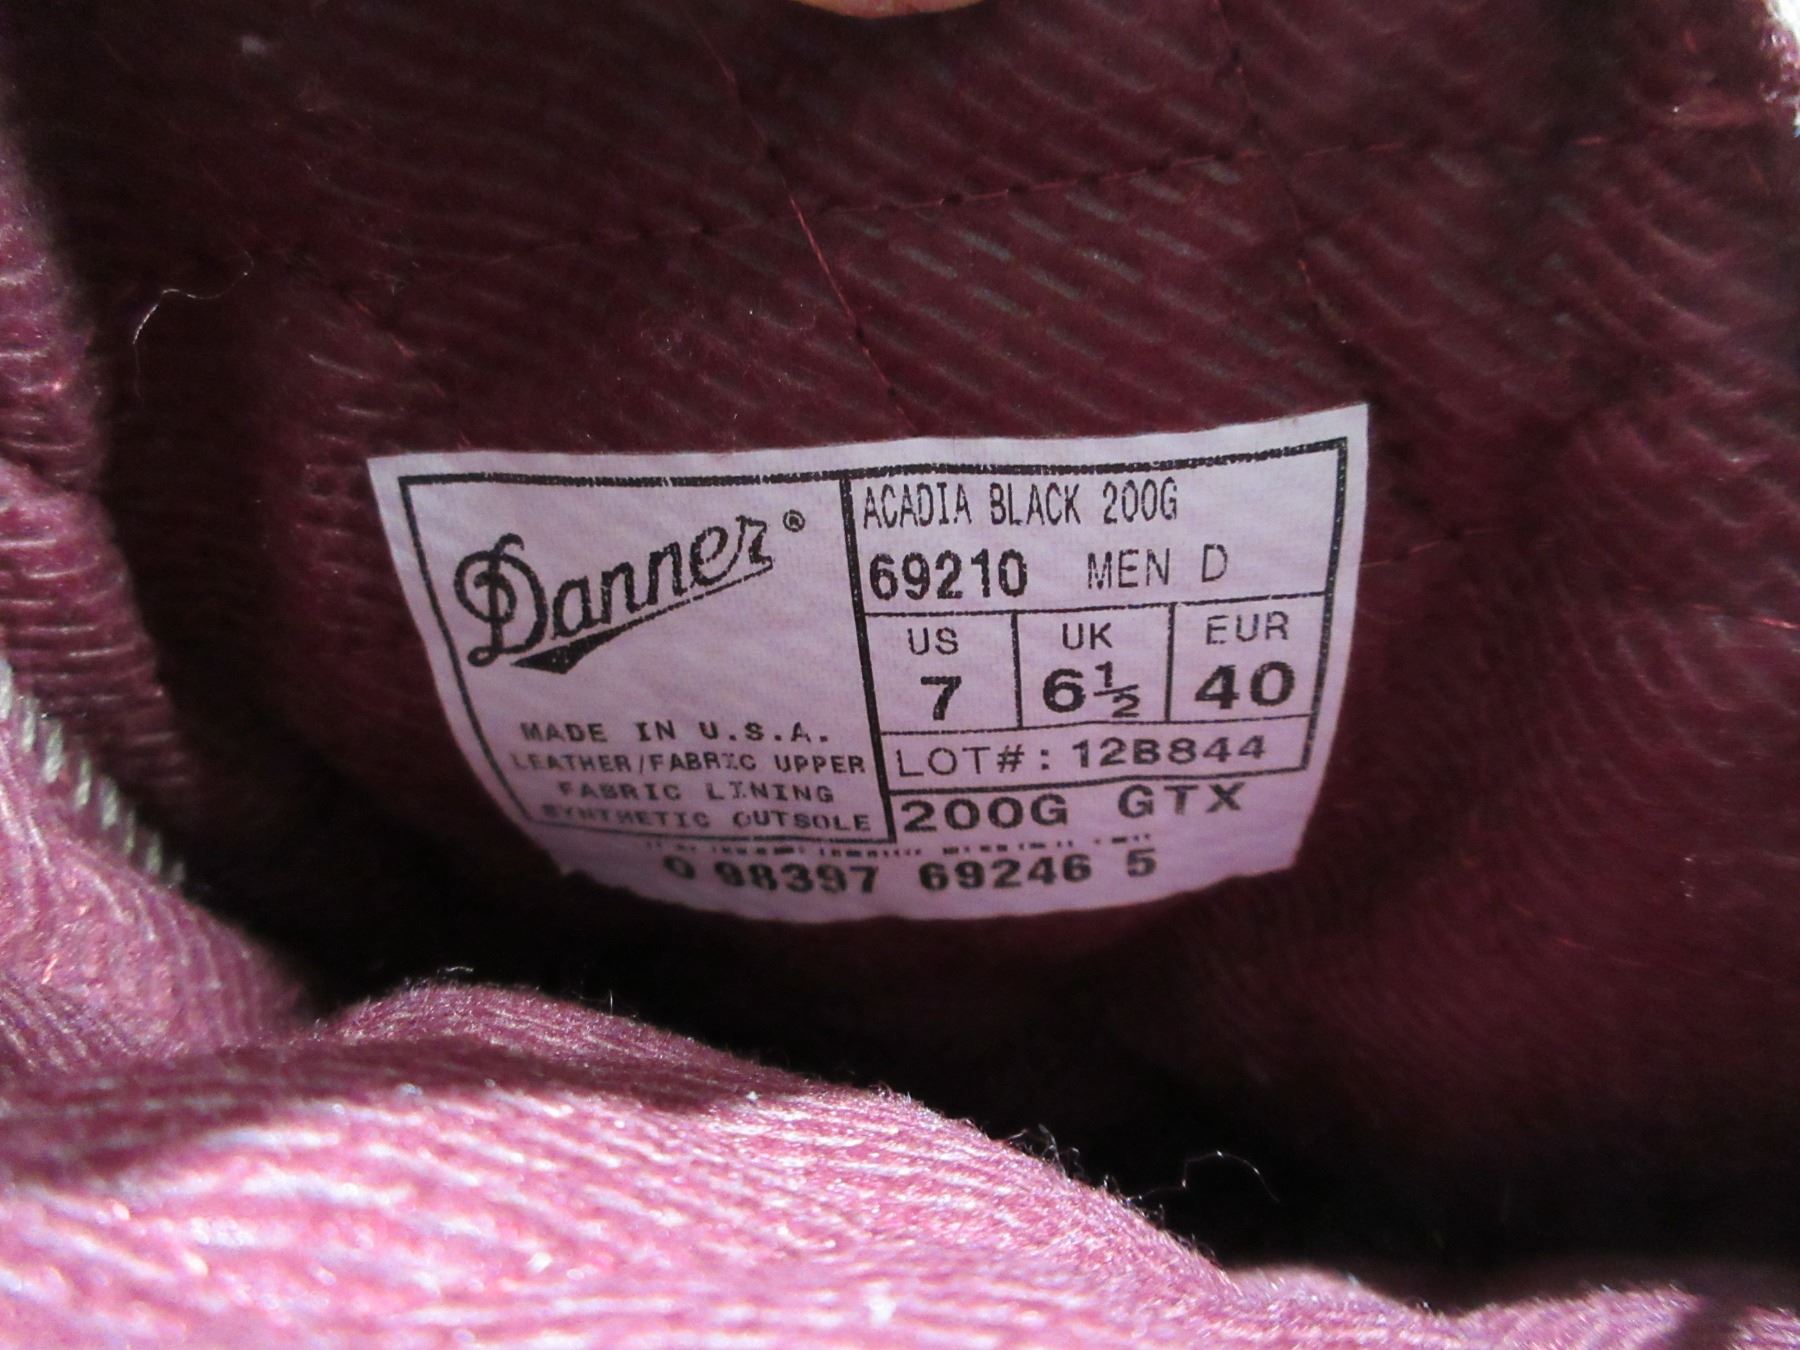 Danner®
MADE IN U.S.A.
LEATHER/FABRIC UPPER
FABRIC LINING
SYNTHETIC OUTSOLE
ACADIA BLACK 200G
69210 MEN D
US UK EUR
7 6½ 40
LOT#: 12B844
200G GTX
0 98397 69246 5